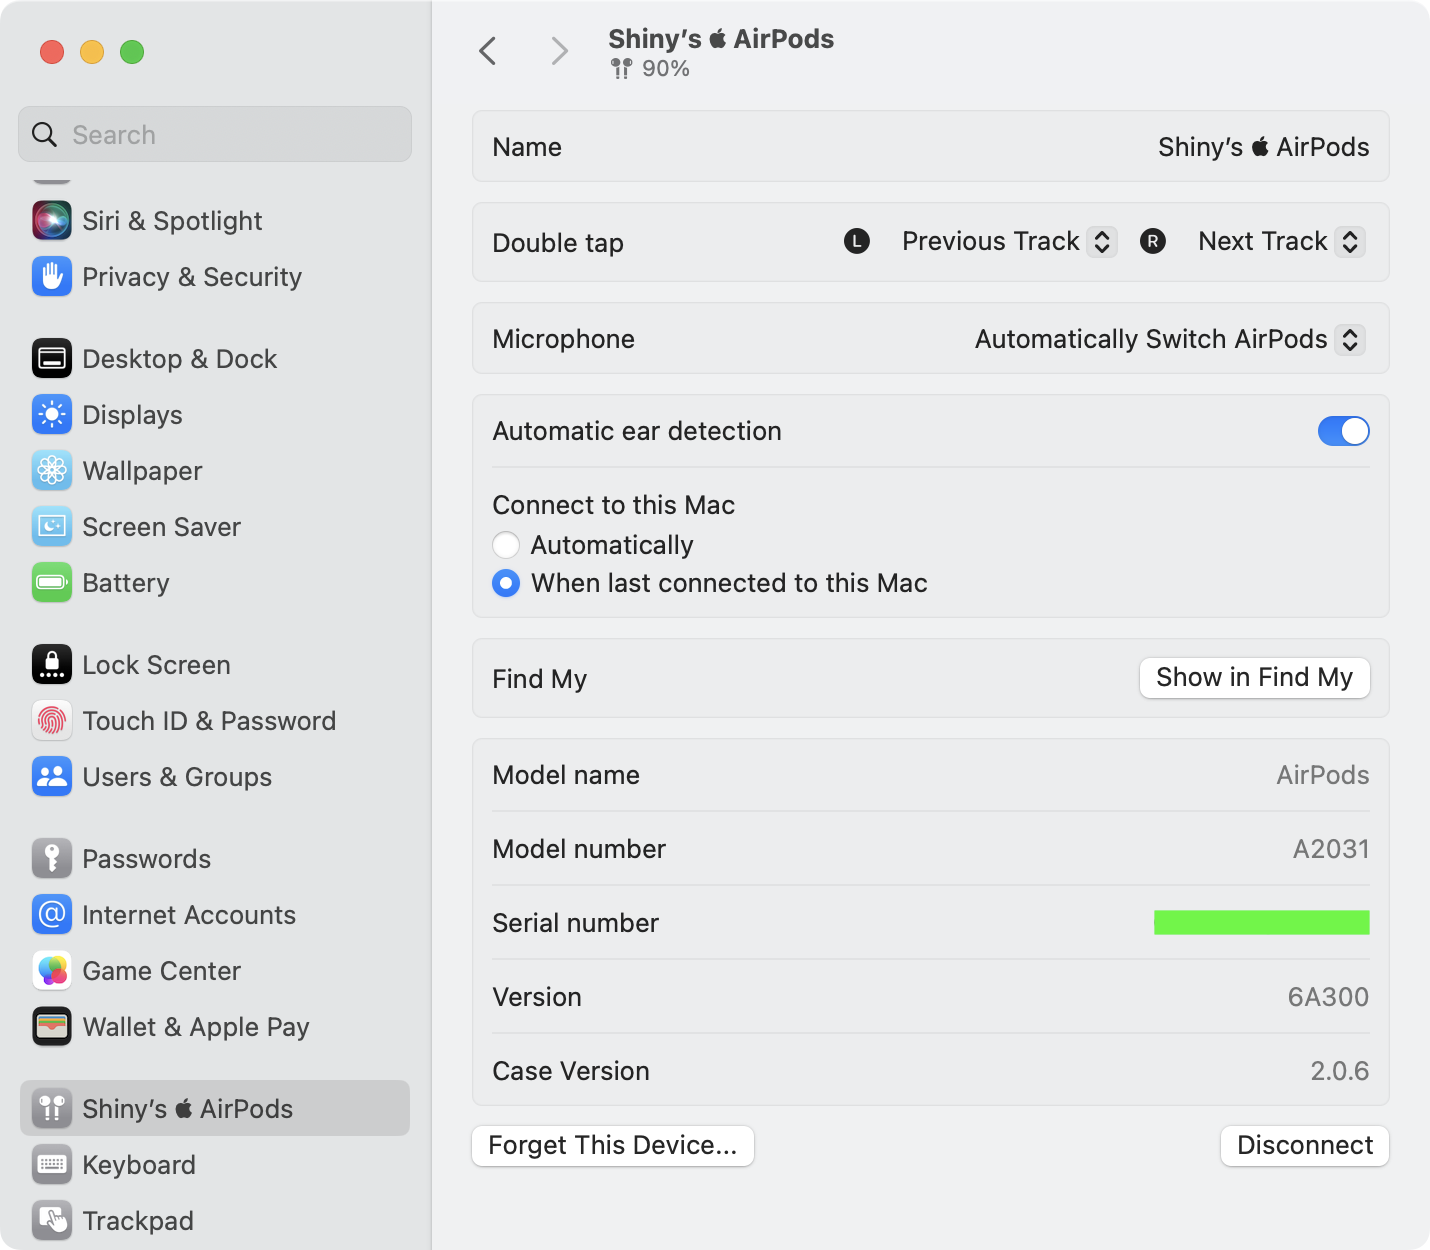 Search
Siri & Spotlight
Privacy & Security
Desktop & Dock
Displays
Wallpaper
Screen Saver
Battery
Lock Screen
Touch ID & Password
Users & Groups
Passwords
Internet Accounts
Game Center
Wallet & Apple Pay
Shiny’s  AirPods
Keyboard
Trackpad
Shiny’s  AirPods
90%
Name Shiny’s  AirPods
Double tap L Previous Track R Next Track
Microphone Automatically Switch AirPods
Automatic ear detection
Connect to this Mac
Automatically
When last connected to this Mac
Find My Show in Find My
Model name AirPods
Model number A2031
Serial number
Version 6A300
Case Version 2.0.6
Forget This Device... Disconnect